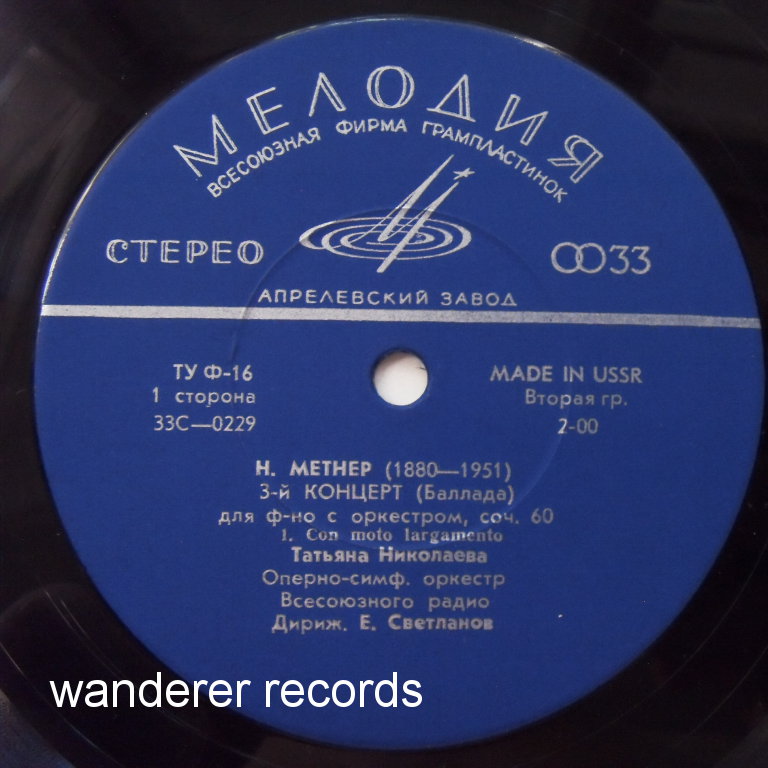 МЕЛОДИЯ
ВСЕСОЮЗНАЯ ФИРМА ГРАМПЛАСТИНОК
СТЕРЕО
33
АПРЕЛЕВСКИЙ ЗАВОД
ТУ Ф-16
1 сторона
33С—0229
MADE IN USSR
Вторая гр.
2-00
Н. МЕТНЕР (1880—1951)
3-й КОНЦЕРТ (Баллада)
для ф-но с оркестром, соч. 60
1. Con moto largamento
Татьяна Николаева
Оперно-симф. оркестр
Всесоюзного радио
Дириж. Е. Светланов
wanderer records